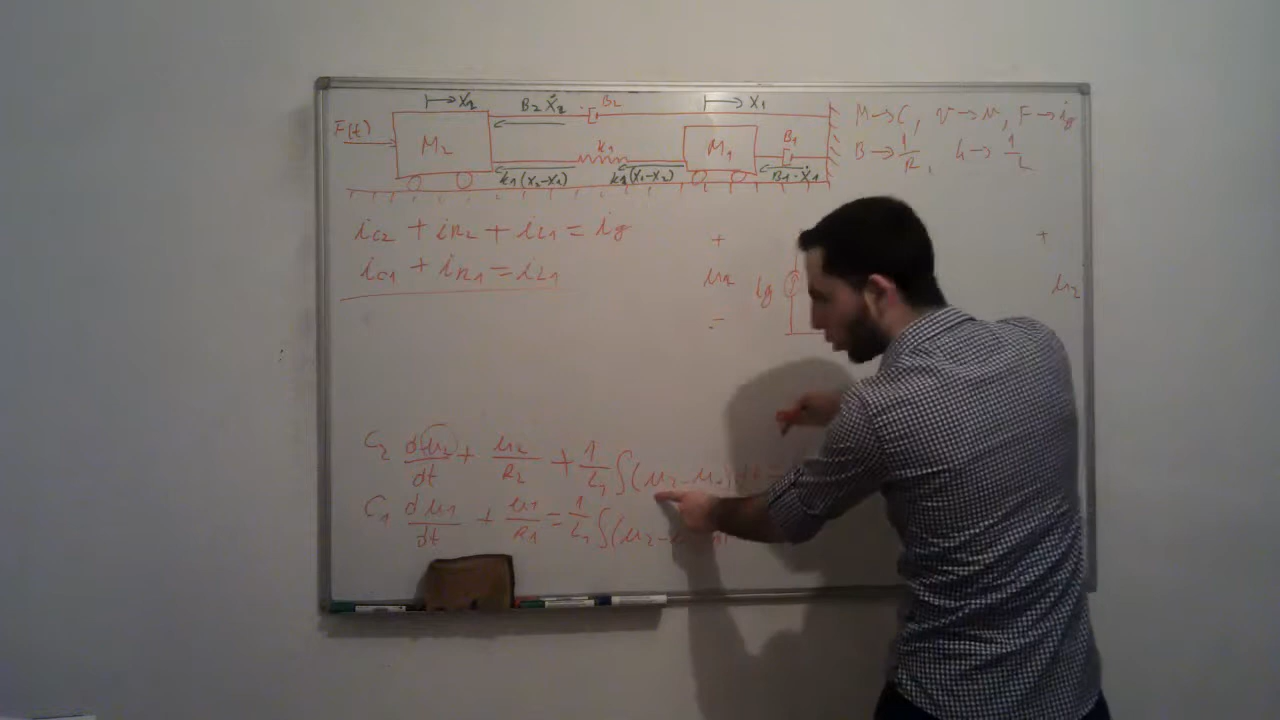 X2 B2 Ẋ2 B2 X1 M→C, v→u, F→ig
F(t) M2 k1 M1 B1 B→1/R, k→1/L
k1(X2-X1) k1(X1-X2) B1·Ẋ1
iC2 + iR2 + iL1 = ig
iC1 + iR1 = iL1
+ +
u2 ig u2
-
C2 du2/dt + u2/R2 + 1/L1 ∫(u2-u1)
C1 du1/dt + u1/R1 = 1/L1 ∫(u2-